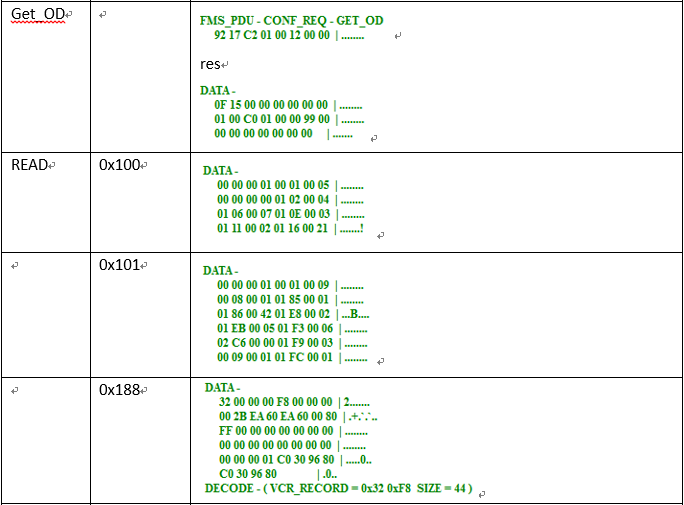 Get_OD
FMS_PDU - CONF_REQ - GET_OD
92 17 C2 01 00 12 00 00 | ........
res
DATA -
0F 15 00 00 00 00 00 00 | ........
01 00 C0 01 00 00 99 00 | ........
00 00 00 00 00 00 00 | .......
READ 0x100
DATA -
00 00 00 01 00 01 00 05 | ........
00 00 00 00 01 02 00 04 | ........
01 06 00 07 01 0E 00 03 | ........
01 11 00 02 01 16 00 21 | .......!
0x101
DATA -
00 00 00 01 00 01 00 09 | ........
00 08 00 01 01 85 00 01 | ........
01 86 00 42 01 E8 00 02 | ...B....
01 EB 00 05 01 F3 00 06 | ........
02 C6 00 00 01 F9 00 03 | ........
00 09 00 01 01 FC 00 01 | ........
0x188
DATA -
32 00 00 00 F8 00 00 00 | 2.......
00 2B EA 60 EA 60 00 80 | .+.`.`..
FF 00 00 00 00 00 00 00 | ........
00 00 00 00 00 00 00 00 | ........
00 00 00 01 C0 30 96 80 | .....0..
C0 30 96 80 | .0..
DECODE - ( VCR_RECORD = 0x32 0xF8 SIZE = 44 )